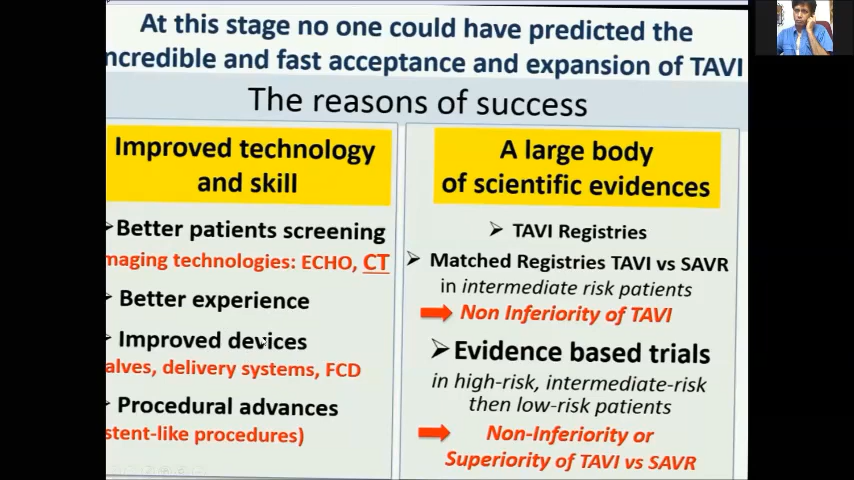 At this stage no one could have predicted the
ncredible and fast acceptance and expansion of TAVI
The reasons of success
Improved technology
and skill
➢Better patients screening
maging technologies: ECHO, CT
➢ Better experience
➢ Improved devices
alves, delivery systems, FCD
➢ Procedural advances
stent-like procedures)
A large body
of scientific evidences
➢ TAVI Registries
➢ Matched Registries TAVI vs SAVR
in intermediate risk patients
Non Inferiority of TAVI
➢Evidence based trials
in high-risk, intermediate-risk
then low-risk patients
Non-Inferiority or
Superiority of TAVI vs SAVR